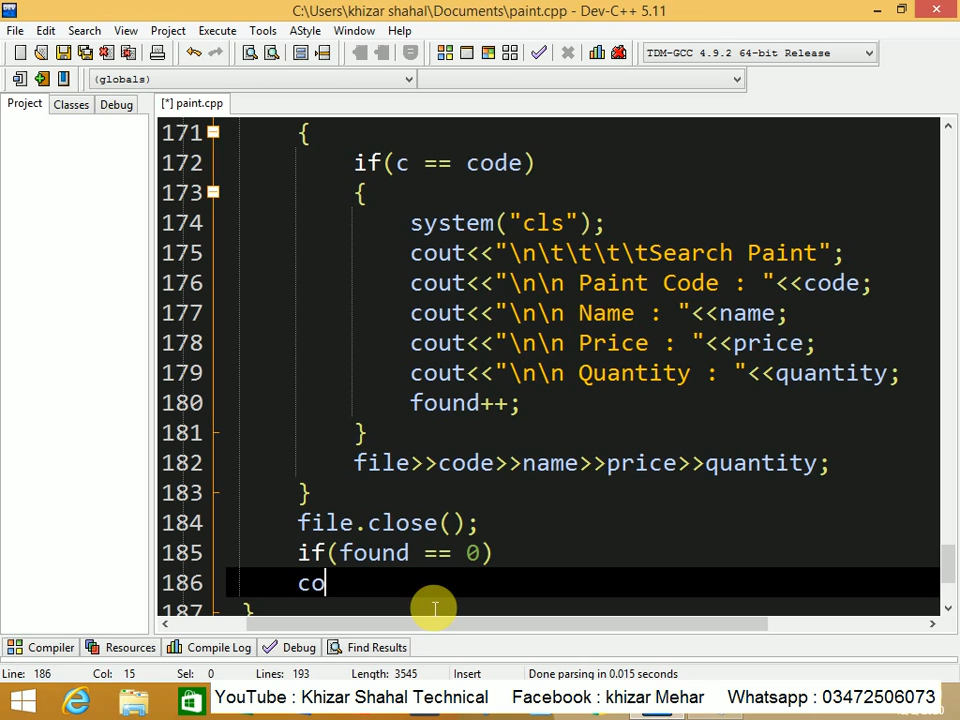 C:\Users\khizar shahal\Documents\paint.cpp - Dev-C++ 5.11
File Edit Search View Project Execute Tools AStyle Window Help
TDM-GCC 4.9.2 64-bit Release
(globals)
Project Classes Debug [*] paint.cpp
171 {
172 if(c == code)
173 {
174 system("cls");
175 cout<<"\n\t\t\t\tSearch Paint";
176 cout<<"\n\n Paint Code : "<<code;
177 cout<<"\n\n Name : "<<name;
178 cout<<"\n\n Price : "<<price;
179 cout<<"\n\n Quantity : "<<quantity;
180 found++;
181 }
182 file>>code>>name>>price>>quantity;
183 }
184 file.close();
185 if(found == 0)
186 co
187 }
Compiler Resources Compile Log Debug Find Results
Line: 186 Col: 15 Sel: 0 Lines: 193 Length: 3545 Insert Done parsing in 0.015 seconds
YouTube : Khizar Shahal Technical Facebook : khizar Mehar Whatsapp : 03472506073